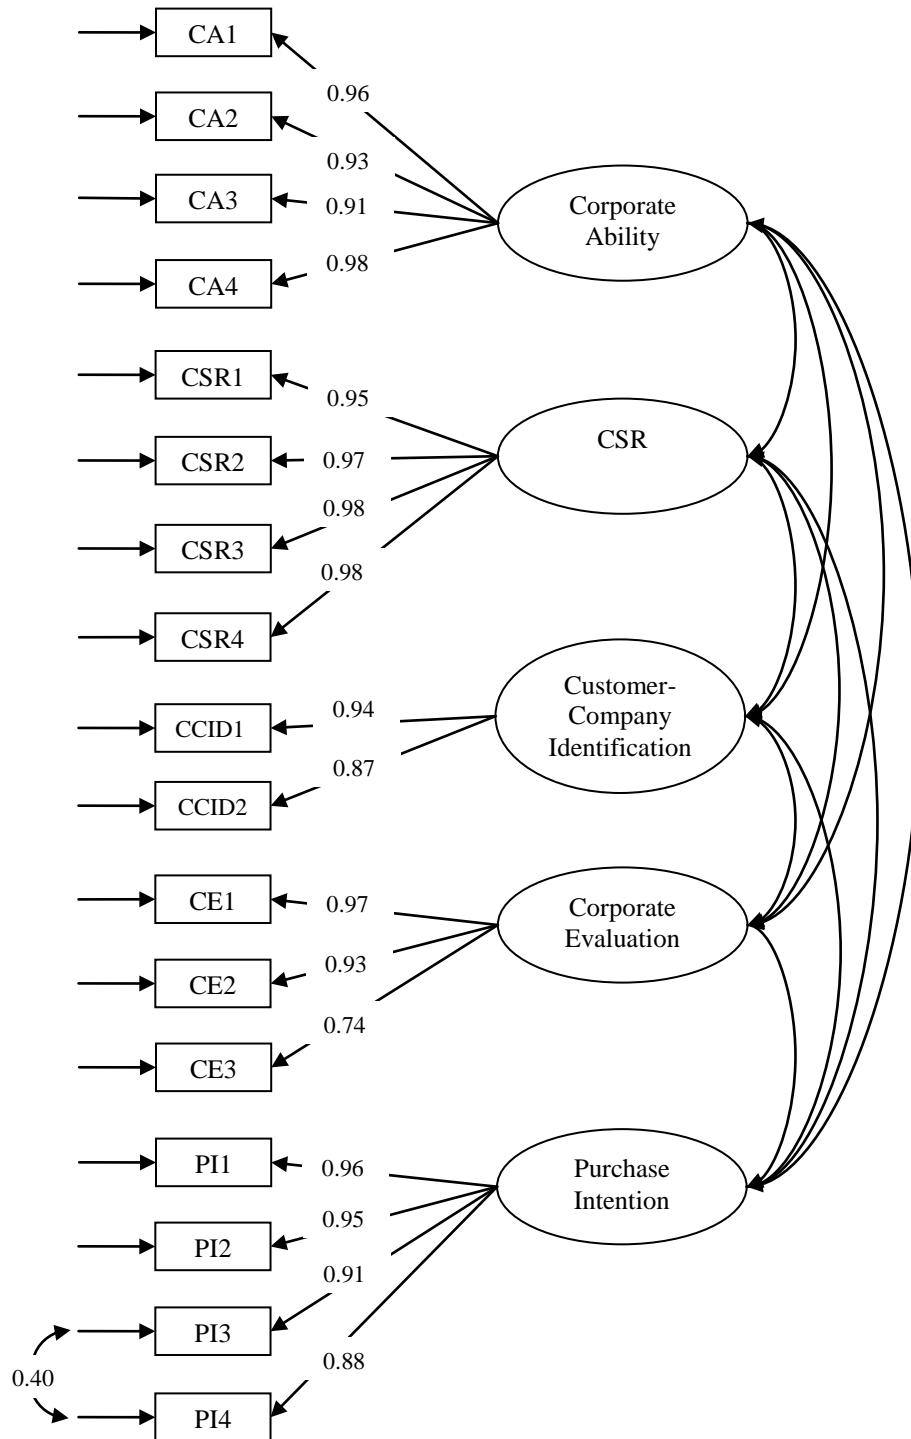 CA1
0.96
CA2
0.93
CA3
0.91
CA4
0.98
Corporate
Ability
CSR1
0.95
CSR2
0.97
CSR3
0.98
CSR4
0.98
CSR
CCID1
0.94
CCID2
0.87
Customer-
Company
Identification
CE1
0.97
CE2
0.93
CE3
0.74
Corporate
Evaluation
PI1
0.96
PI2
0.95
PI3
0.91
PI4
0.88
0.40
Purchase
Intention